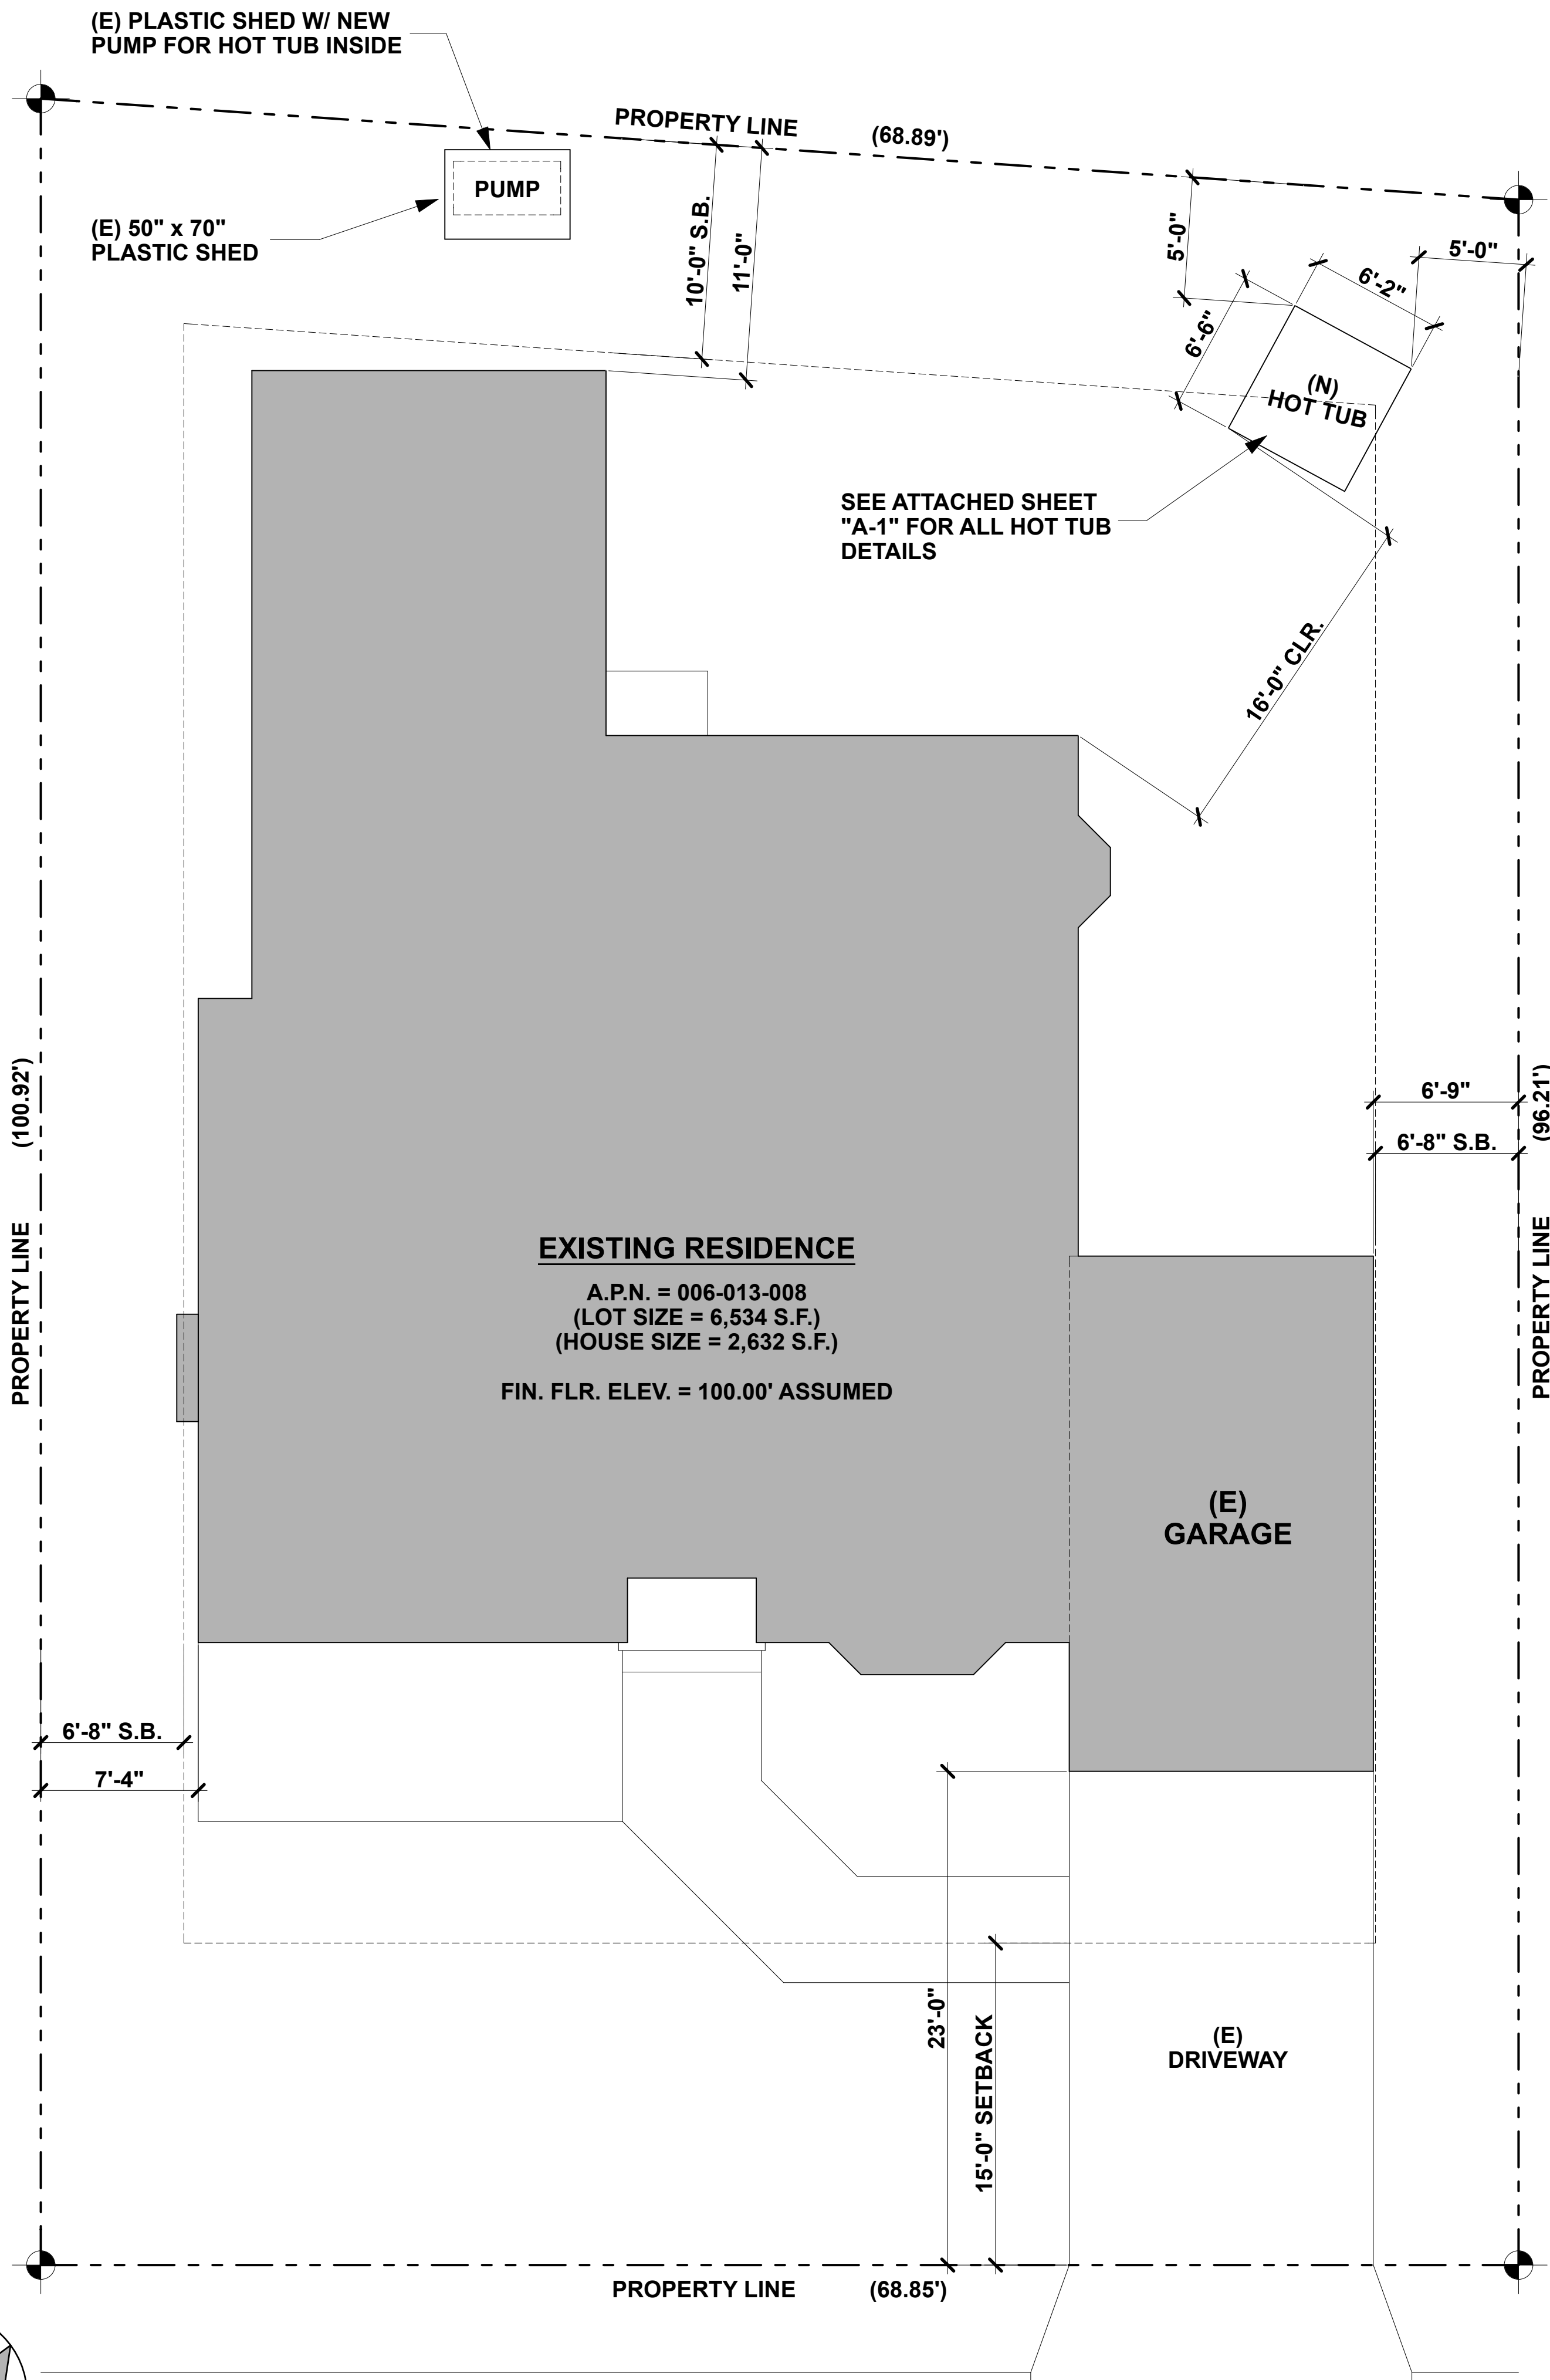 (E) PLASTIC SHED W/ NEW
PUMP FOR HOT TUB INSIDE
PROPERTY LINE
(68.89')
PUMP
(E) 50" x 70"
PLASTIC SHED
10'-0" S.B.
11'-0"
5'-0"
5'-0"
6'-2"
6'-6"
(N)
HOT TUB
SEE ATTACHED SHEET
"A-1" FOR ALL HOT TUB
DETAILS
16'-0" CLR.
(100.92')
PROPERTY LINE
6'-9"
6'-8" S.B.
(96.21')
PROPERTY LINE
EXISTING RESIDENCE
A.P.N. = 006-013-008
(LOT SIZE = 6,534 S.F.)
(HOUSE SIZE = 2,632 S.F.)
FIN. FLR. ELEV. = 100.00' ASSUMED
(E)
GARAGE
6'-8" S.B.
7'-4"
23'-0"
15'-0" SETBACK
(E)
DRIVEWAY
PROPERTY LINE
(68.85')